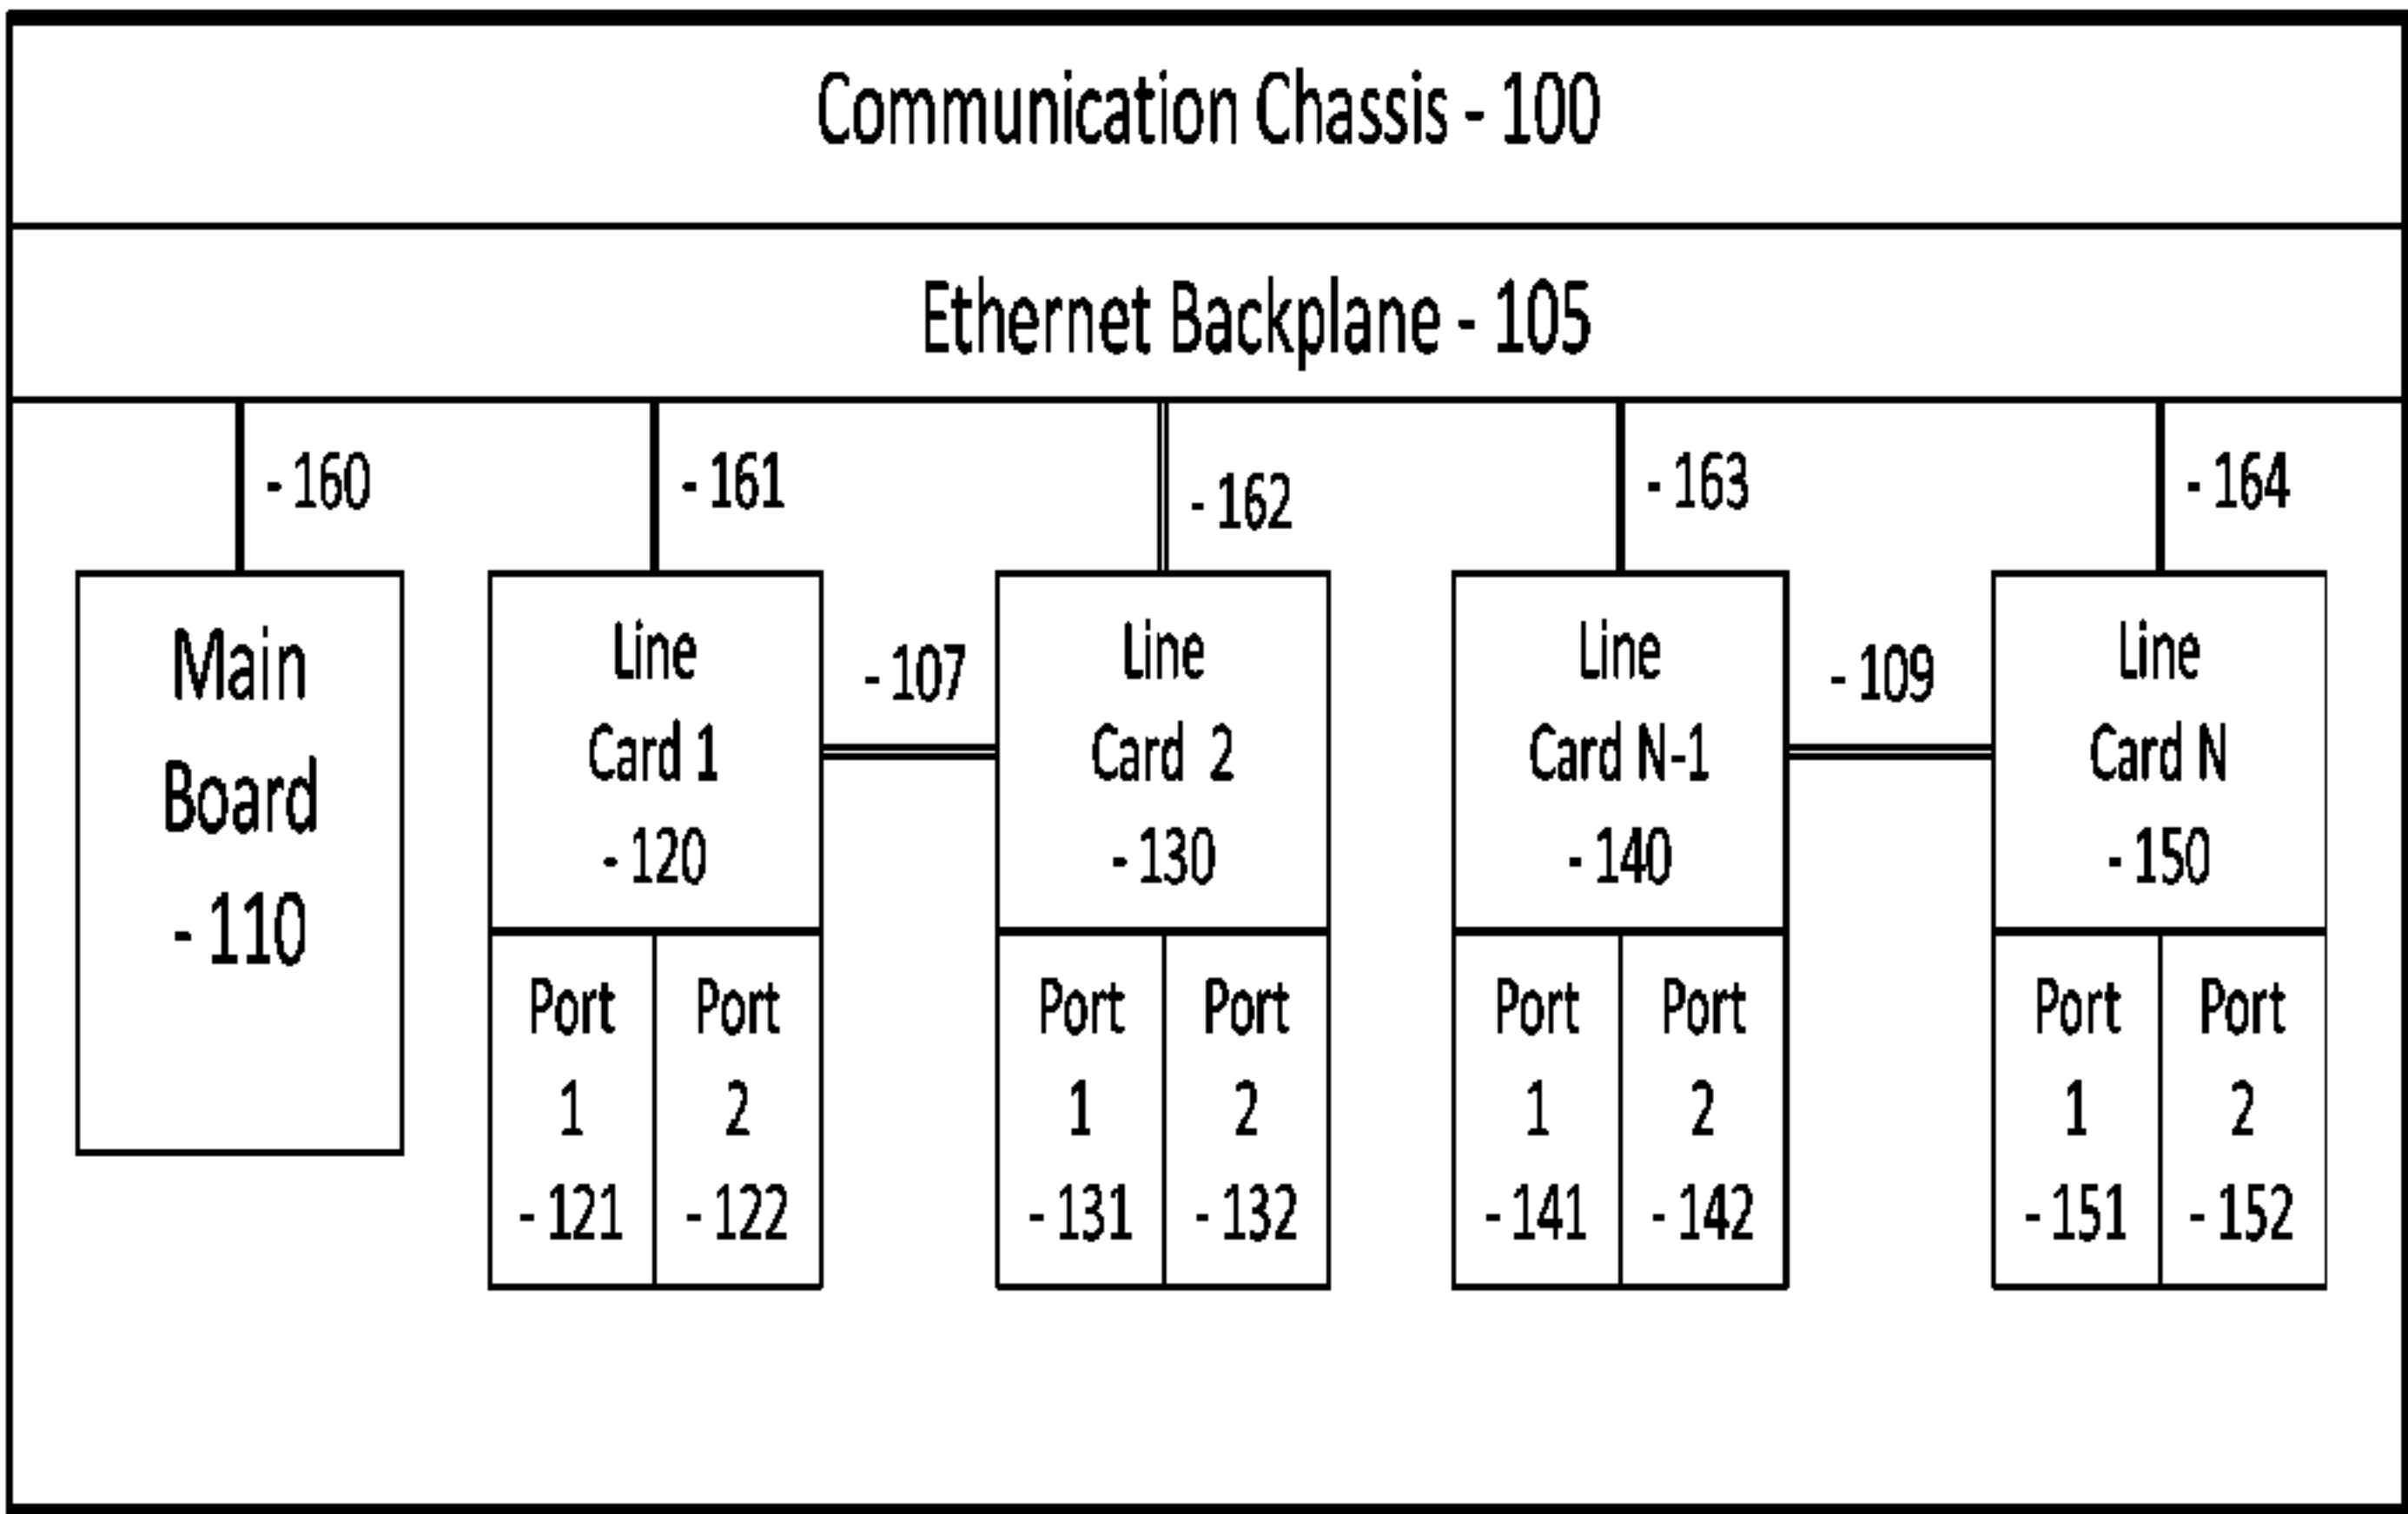 Communication Chassis - 100
Ethernet Backplane - 105
- 160
- 161
- 162
- 163
- 164
Main
Board
- 110
Line
Card 1
- 120
- 107
Line
Card 2
- 130
Line
Card N-1
- 140
- 109
Line
Card N
- 150
Port
1
- 121
Port
2
- 122
Port
1
- 131
Port
2
- 132
Port
1
- 141
Port
2
- 142
Port
1
- 151
Port
2
- 152